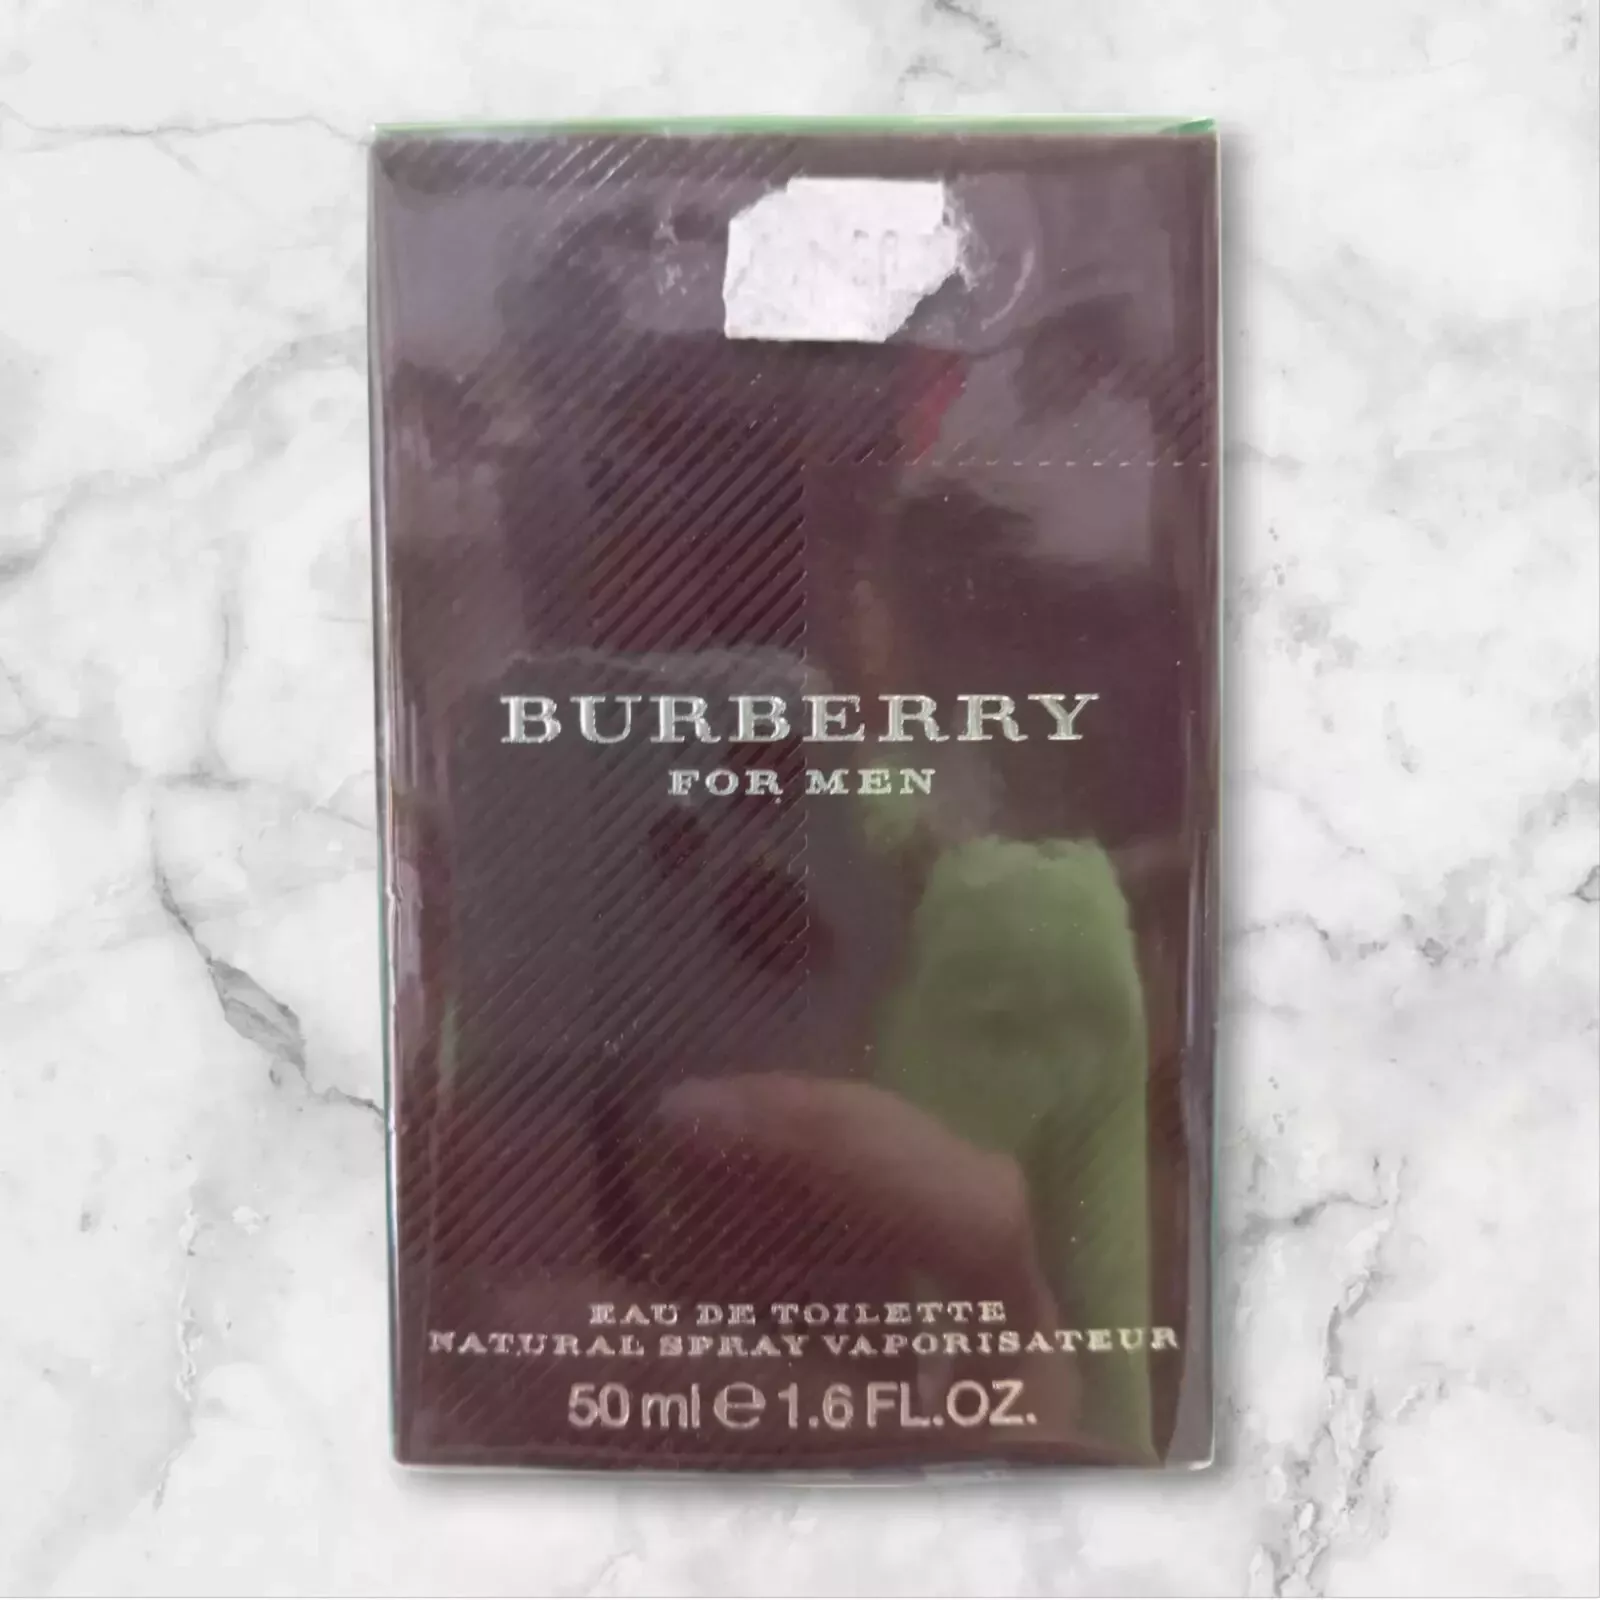 BURBERRY
FOR MEN
EAU DE TOILETTE
NATURAL SPRAY VAPORISATEUR
50 ml ℮ 1.6 FL.OZ.